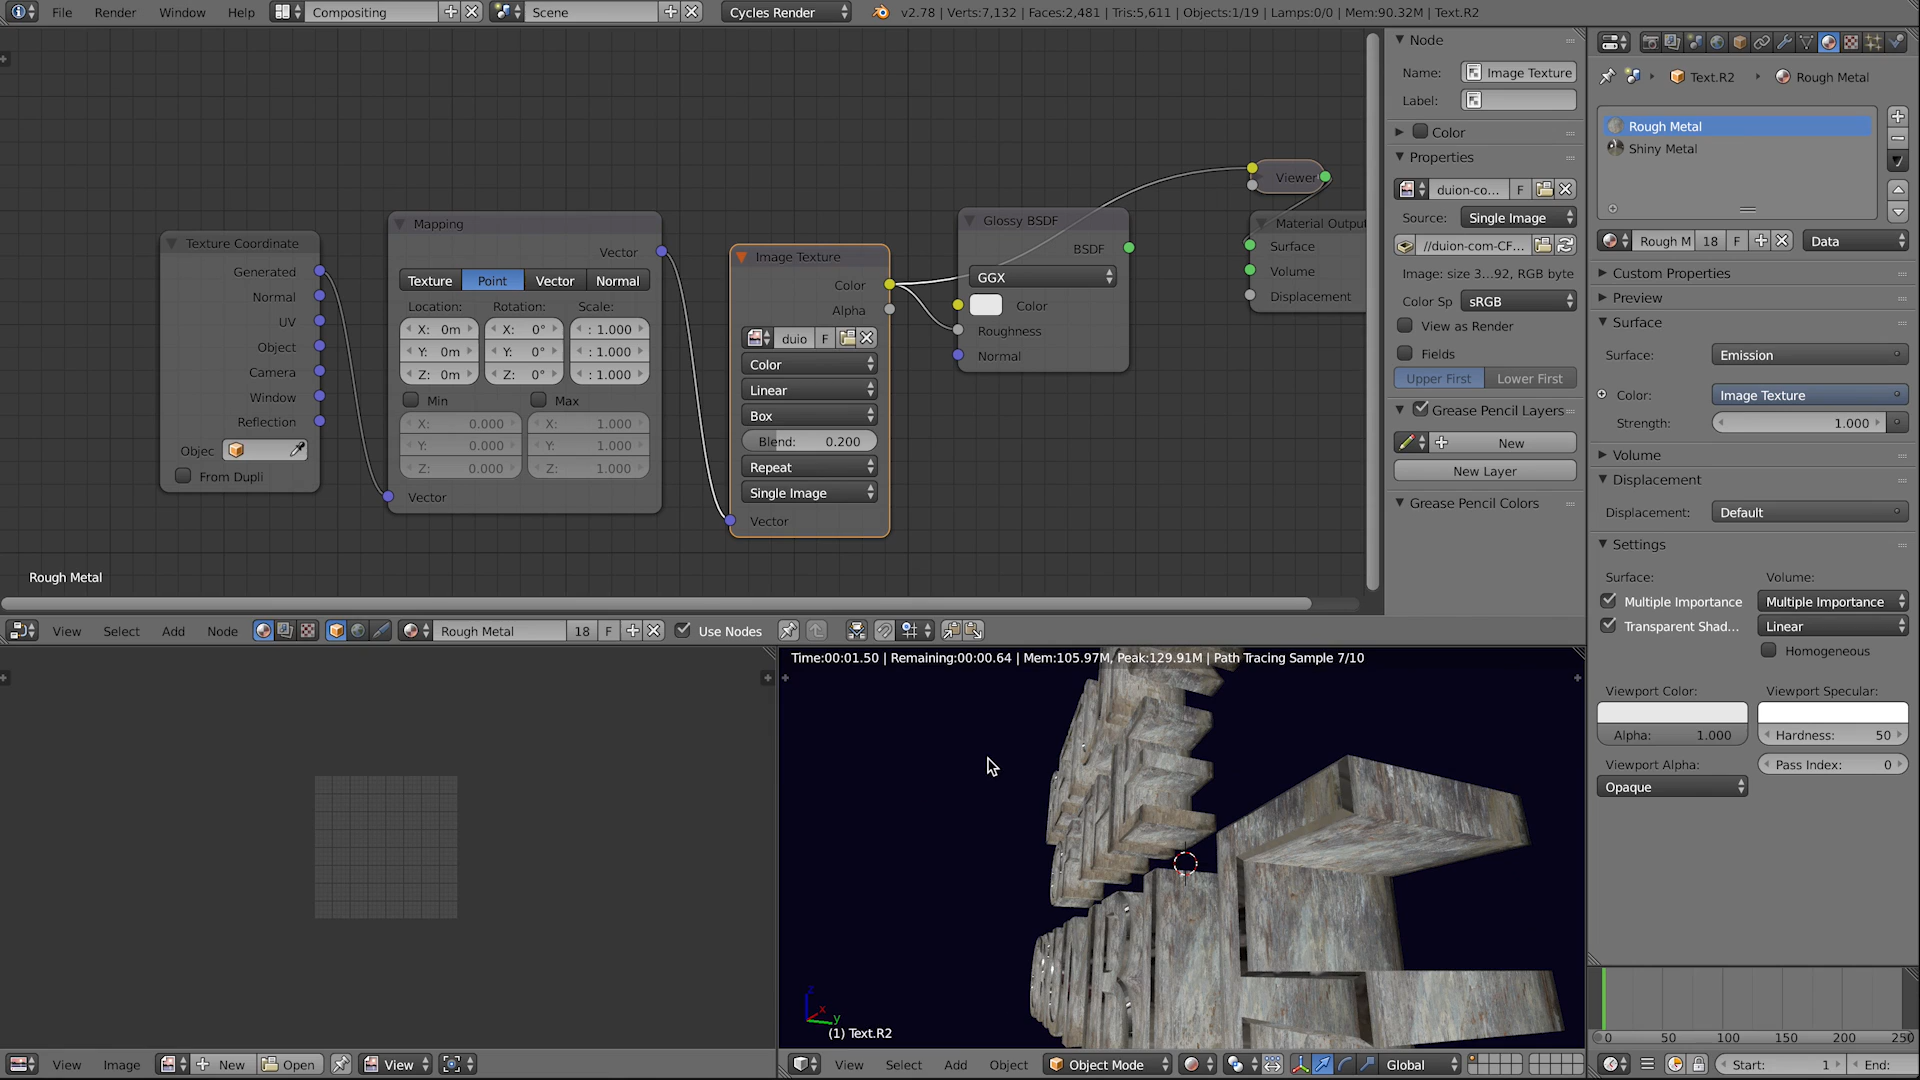 File Render Window Help Compositing Scene Cycles Render v2.78 | Verts:7,132 | Faces:2,481 | Tris:5,611 | Objects:1/19 | Lamps:0/0 | Mem:90.32M | Text.R2
Texture Coordinate
Generated
Normal
UV
Object
Camera
Window
Reflection
Objec
From Dupli
Mapping
Vector
Texture Point Vector Normal
Location: Rotation: Scale:
X: 0m X: 0° : 1.000
Y: 0m Y: 0° : 1.000
Z: 0m Z: 0° : 1.000
Min Max
X: 0.000 X: 1.000
Y: 0.000 Y: 1.000
Z: 0.000 Z: 1.000
Vector
Image Texture
Color
Alpha
duio F
Color
Linear
Box
Blend: 0.200
Repeat
Single Image
Vector
Glossy BSDF
BSDF
GGX
Color
Roughness
Normal
Viewer
Material Output
Surface
Volume
Displacement
Rough Metal
Node
Name: Image Texture
Label:
Color
Properties
duion-co... F
Source: Single Image
//duion-com-CF...
Image: size 3...92, RGB byte
Color Sp sRGB
View as Render
Fields
Upper First Lower First
Grease Pencil Layers
New
New Layer
Grease Pencil Colors
Text.R2 Rough Metal
Rough Metal
Shiny Metal
Rough M 18 F Data
Custom Properties
Preview
Surface
Surface: Emission
Color: Image Texture
Strength: 1.000
Volume
Displacement
Displacement: Default
Settings
Surface: Volume:
Multiple Importance Multiple Importance
Transparent Shad... Linear
Homogeneous
Viewport Color: Viewport Specular:
Alpha: 1.000 Hardness: 50
Viewport Alpha: Pass Index: 0
Opaque
View Select Add Node Rough Metal 18 F Use Nodes
Time:00:01.50 | Remaining:00:00.64 | Mem:105.97M, Peak:129.91M | Path Tracing Sample 7/10
z
x
y
(1) Text.R2
0 50 100 150 200 250
View Image New Open View
View Select Add Object Object Mode Global
Start: 1 End: